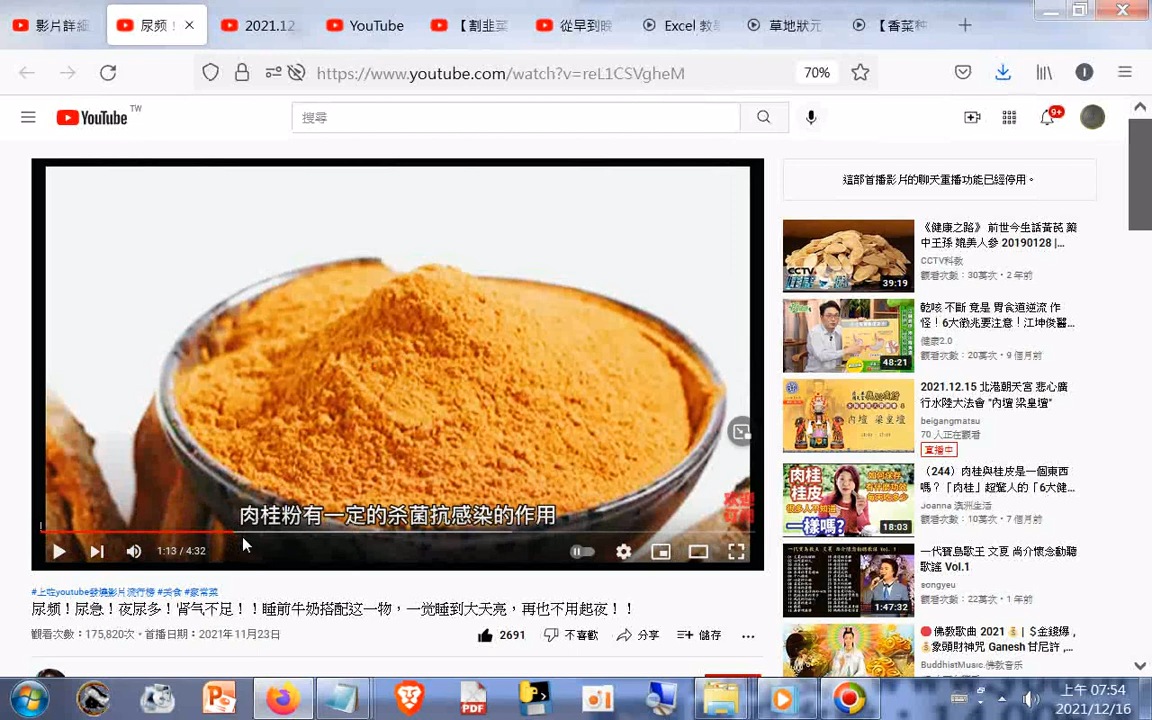 影片詳細
尿频！
2021.12
YouTube
【割韭菜
從早到晚
Excel 教
草地狀元
【香菜种
https://www.youtube.com/watch?v=reL1CSVgheM
70%
YouTube TW
搜尋
9+
這部首播影片的聊天重播功能已經停用。
肉桂粉有一定的杀菌抗感染的作用
1:13 / 4:32
#上啦youtube發燒影片流行榜 #美食 #家常菜
尿频！尿急！夜尿多！肾气不足！！睡前牛奶搭配这一物，一觉睡到大天亮，再也不用起夜！！
觀看次數：175,820次 • 首播日期：2021年11月23日
2691
不喜歡
分享
儲存
《健康之路》 前世今生話黃芪 藥
中王孫 媲美人參 20190128 |...
CCTV科教
觀看次數：30萬次 • 2 年前
39:19
乾咳 不斷 竟是 胃食道逆流 作
怪！6大徵兆要注意！江坤俊醫...
健康2.0
觀看次數：20萬次 • 9 個月前
48:21
2021.12.15 北港朝天宮 悲心廣
行水陸大法會 "內壇 梁皇壇"
beigangmatsu
70 人正在觀看
直播中
內壇 梁皇壇
（244）肉桂與桂皮是一個東西
嗎？「肉桂」超驚人的「6大健...
Joanna 澳洲生活
觀看次數：10萬次 • 7 個月前
肉桂
桂皮
很多人不知道
一樣嗎?
18:03
一代寶島歌王 文夏 尚介懷念動聽
歌謠 Vol.1
songyeu
觀看次數：22萬次 • 1 年前
1:47:32
佛教歌曲 2021 | $金錢爆 ,
象頭財神咒 Ganesh 甘尼許 ,...
BuddhistMusic.佛教音乐
PDF
上午 07:54
2021/12/16